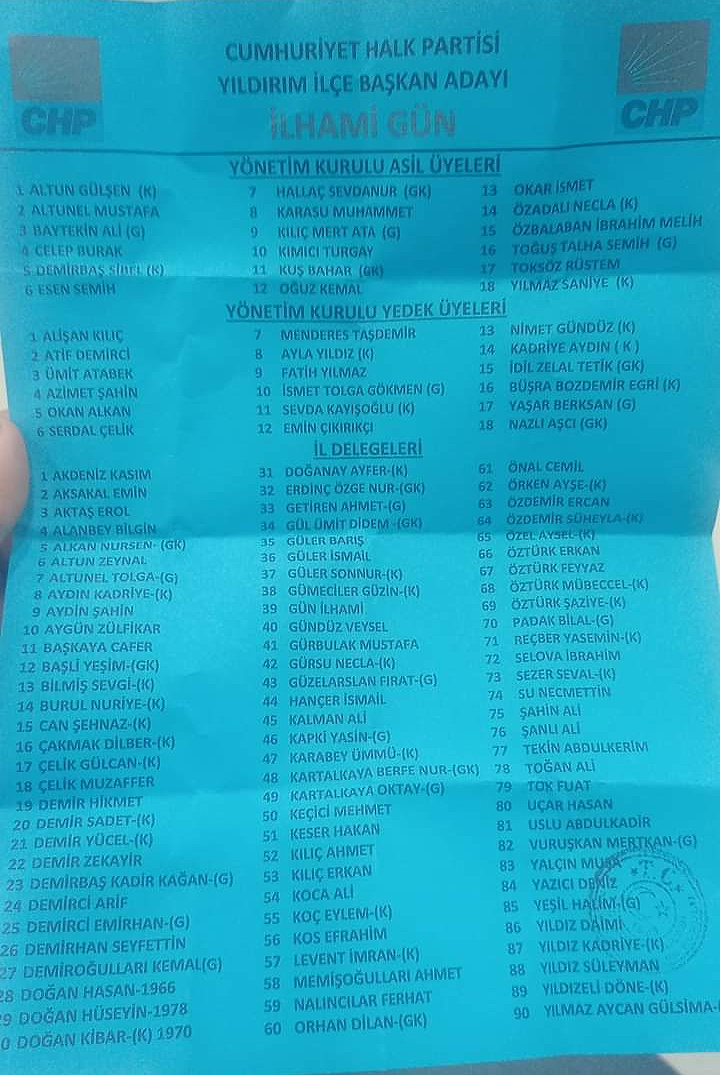 CHP
CUMHURİYET HALK PARTİSİ
YILDIRIM İLÇE BAŞKAN ADAYI
İLHAMİ GÜN
CHP
YÖNETİM KURULU ASİL ÜYELERİ
1 ALTUN GÜLŞEN (K)
2 ALTUNEL MUSTAFA
3 BAYTEKİN ALİ (G)
4 CELEP BURAK
5 DEMİRBAŞ SİBEL (K)
6 ESEN SEMİH
7 HALLAÇ SEVDANUR (GK)
8 KARASU MUHAMMET
9 KILIÇ MERT ATA (G)
10 KIMICI TURGAY
11 KUŞ BAHAR (GK)
12 OĞUZ KEMAL
13 OKAR İSMET
14 ÖZADALI NECLA (K)
15 ÖZBALABAN İBRAHİM MELİH
16 TOĞUŞ TALHA SEMİH (G)
17 TOKSÖZ RÜSTEM
18 YILMAZ SANİYE (K)
YÖNETİM KURULU YEDEK ÜYELERİ
1 ALİŞAN KILIÇ
2 ATİF DEMİRCİ
3 ÜMİT ATABEK
4 AZİMET ŞAHİN
5 OKAN ALKAN
6 SERDAL ÇELİK
7 MENDERES TAŞDEMİR
8 AYLA YILDIZ (K)
9 FATİH YILMAZ
10 İSMET TOLGA GÖKMEN (G)
11 SEVDA KAYIŞOĞLU (K)
12 EMİN ÇIKIRIKÇI
13 NİMET GÜNDÜZ (K)
14 KADRİYE AYDIN ( K )
15 İDİL ZELAL TETİK (GK)
16 BÜŞRA BOZDEMİR EGRİ (K)
17 YAŞAR BERKSAN (G)
18 NAZLI AŞCI (GK)
İL DELEGELERİ
1 AKDENİZ KASIM
2 AKSAKAL EMİN
3 AKTAŞ EROL
4 ALANBEY BİLGİN
5 ALKAN NURSEN- (GK)
6 ALTUN ZEYNAL
7 ALTUNEL TOLGA-(G)
8 AYDIN KADRİYE-(K)
9 AYDIN ŞAHİN
10 AYGÜN ZÜLFİKAR
11 BAŞKAYA CAFER
12 BAŞLİ YEŞİM-(GK)
13 BİLMİŞ SEVGİ-(K)
14 BURUL NURİYE-(K)
15 CAN ŞEHNAZ-(K)
16 ÇAKMAK DİLBER-(K)
17 ÇELİK GÜLCAN-(K)
18 ÇELİK MUZAFFER
19 DEMİR HİKMET
20 DEMİR SADET-(K)
21 DEMİR YÜCEL-(K)
22 DEMİR ZEKAYİR
23 DEMİRBAŞ KADİR KAĞAN-(G)
24 DEMİRCİ ARİF
25 DEMİRCİ EMİRHAN-(G)
26 DEMİRHAN SEYFETTİN
27 DEMİROĞULLARI KEMAL(G)
28 DOĞAN HASAN-1966
29 DOĞAN HÜSEYİN-1978
0 DOĞAN KİBAR-(K) 1970
31 DOĞANAY AYFER-(K)
32 ERDİNÇ ÖZGE NUR-(GK)
33 GETİREN AHMET-(G)
34 GÜL ÜMİT DİDEM -(GK)
35 GÜLER BARIŞ
36 GÜLER İSMAİL
37 GÜLER SONNUR-(K)
38 GÜMECİLER GÜZİN-(K)
39 GÜN İLHAMİ
40 GÜNDÜZ VEYSEL
41 GÜRBULAK MUSTAFA
42 GÜRSU NECLA-(K)
43 GÜZELARSLAN FIRAT-(G)
44 HANÇER İSMAİL
45 KALMAN ALİ
46 KAPKİ YASİN-(G)
47 KARABEY ÜMMÜ-(K)
48 KARTALKAYA BERFE NUR-(GK)
49 KARTALKAYA OKTAY-(G)
50 KEÇİCİ MEHMET
51 KESER HAKAN
52 KILIÇ AHMET
53 KILIÇ ERKAN
54 KOCA ALİ
55 KOÇ EYLEM-(K)
56 KOS EFRAHİM
57 LEVENT İMRAN-(K)
58 MEMİŞOĞULLARI AHMET
59 NALINCILAR FERHAT
60 ORHAN DİLAN-(GK)
61 ÖNAL CEMİL
62 ÖRKEN AYŞE-(K)
63 ÖZDEMİR ERCAN
64 ÖZDEMİR SÜHEYLA-(K)
65 ÖZEL AYSEL-(K)
66 ÖZTÜRK ERKAN
67 ÖZTÜRK FEYYAZ
68 ÖZTÜRK MÜBECCEL-(K)
69 ÖZTÜRK ŞAZİYE-(K)
70 PADAK BİLAL-(G)
71 REÇBER YASEMİN-(K)
72 SELOVA İBRAHİM
73 SEZER SEVAL-(K)
74 SU NECMETTİN
75 ŞAHİN ALİ
76 ŞANLI ALİ
77 TEKİN ABDULKERİM
78 TOĞAN ALİ
79 TOK FUAT
80 UÇAR HASAN
81 USLU ABDULKADİR
82 VURUŞKAN MERTKAN-(G)
83 YALÇIN MUSA
84 YAZICI DENİZ
85 YEŞİL HALİM-(G)
86 YILDIZ DAİMİ
87 YILDIZ KADRİYE-(K)
88 YILDIZ SÜLEYMAN
89 YILDIZELİ DÖNE-(K)
90 YILMAZ AYCAN GÜLSİMA-
T.C.